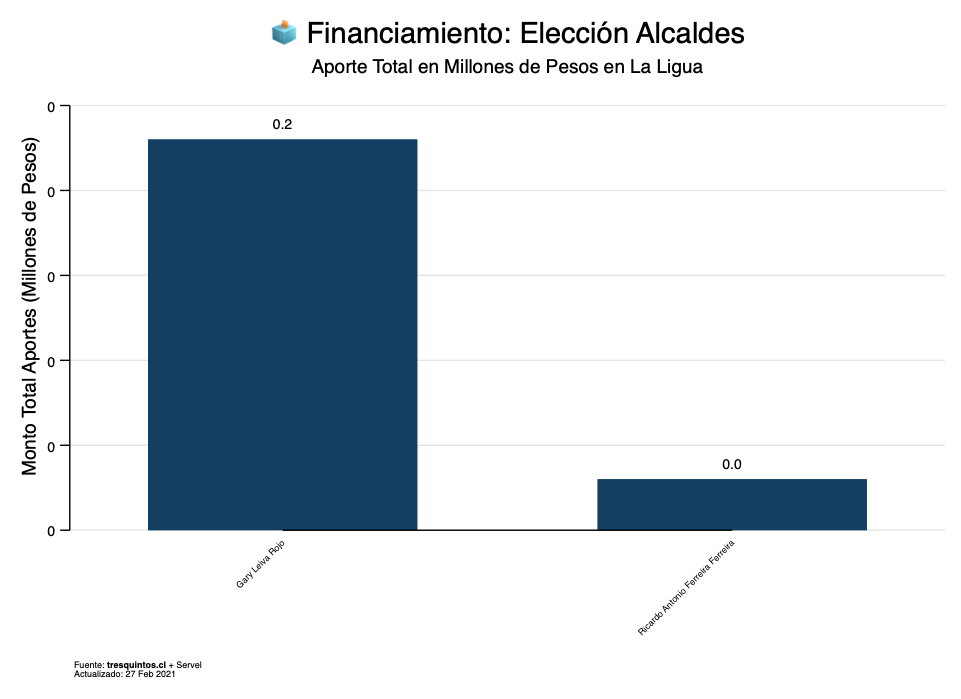 Financiamiento: Elección Alcaldes
Aporte Total en Millones de Pesos en La Ligua
Monto Total Aportes (Millones de Pesos)
0
0
0
0
0
0
0.2
0.0
Gary Leiva Rojo
Ricardo Antonio Ferreira Ferreira
Fuente: tresquintos.cl + Servel
Actualizado: 27 Feb 2021